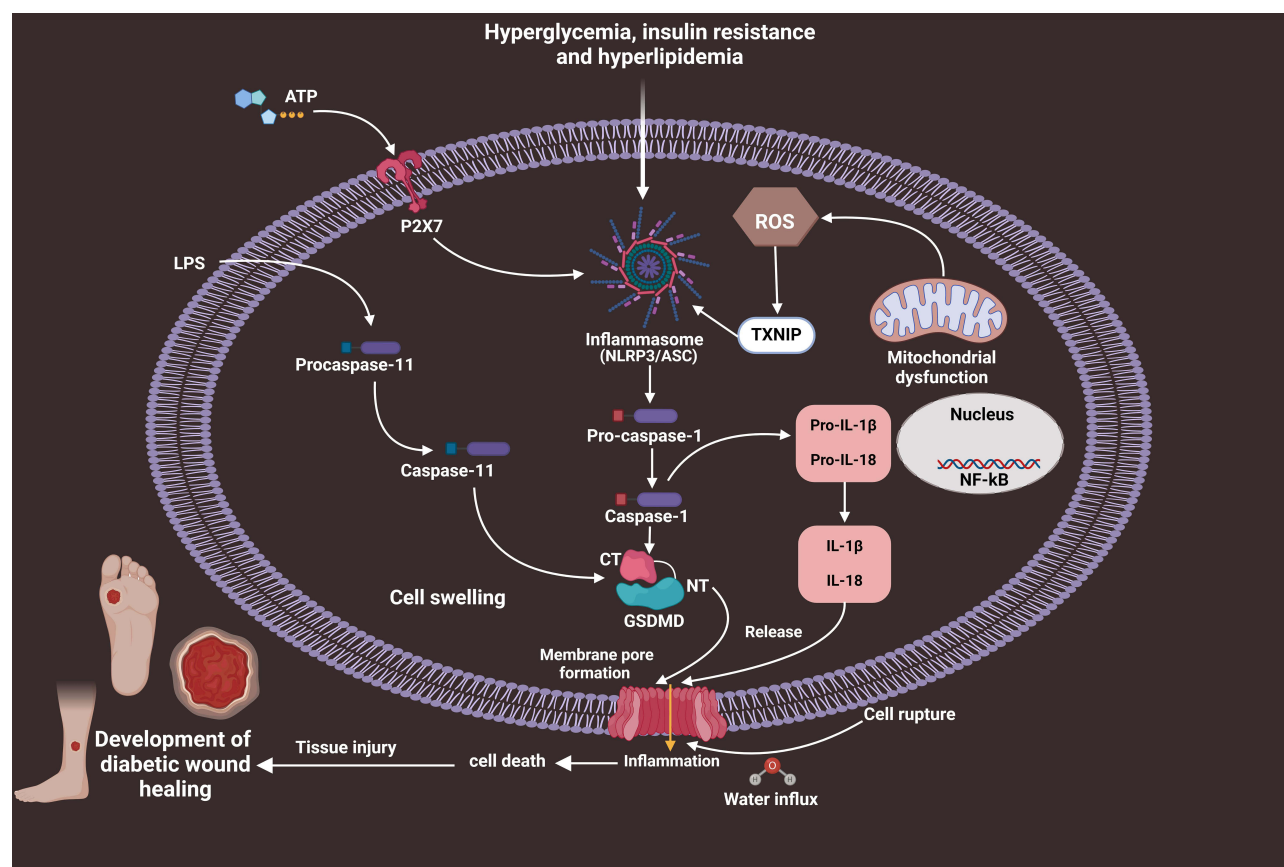 Hyperglycemia, insulin resistance
and hyperlipidemia
ATP
P2X7
LPS
ROS
TXNIP
Mitochondrial
dysfunction
Inflammasome
(NLRP3/ASC)
Procaspase-11
Caspase-11
Pro-caspase-1
Caspase-1
Pro-IL-1β
Pro-IL-18
Nucleus
NF-kB
IL-1β
IL-18
CT
NT
GSDMD
Cell swelling
Release
Membrane pore
formation
Cell rupture
Inflammation
H
O
H
Water influx
cell death
Tissue injury
Development of
diabetic wound
healing